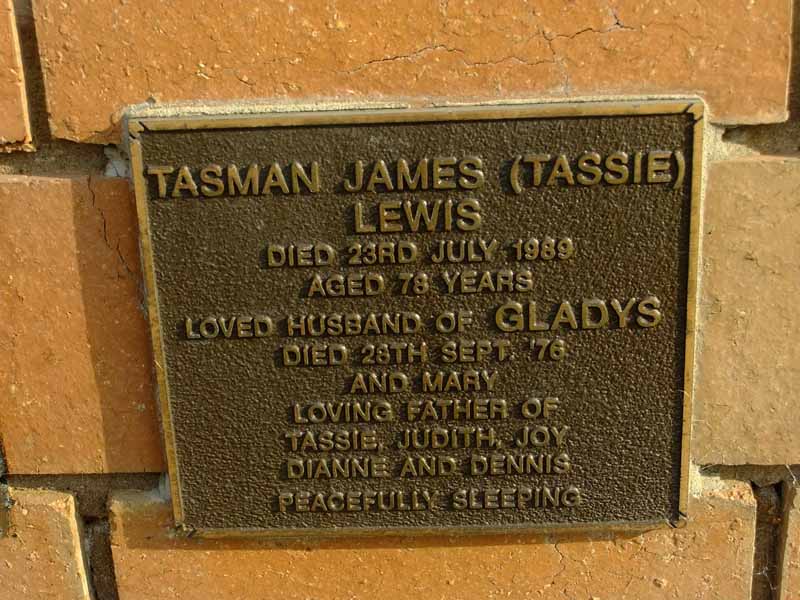 TASMAN JAMES (TASSIE)
LEWIS
DIED 23RD JULY 1989
AGED 78 YEARS
LOVED HUSBAND OF GLADYS
DIED 28TH SEPT. '76
AND MARY
LOVING FATHER OF
TASSIE, JUDITH, JOY,
DIANNE AND DENNIS
PEACEFULLY SLEEPING